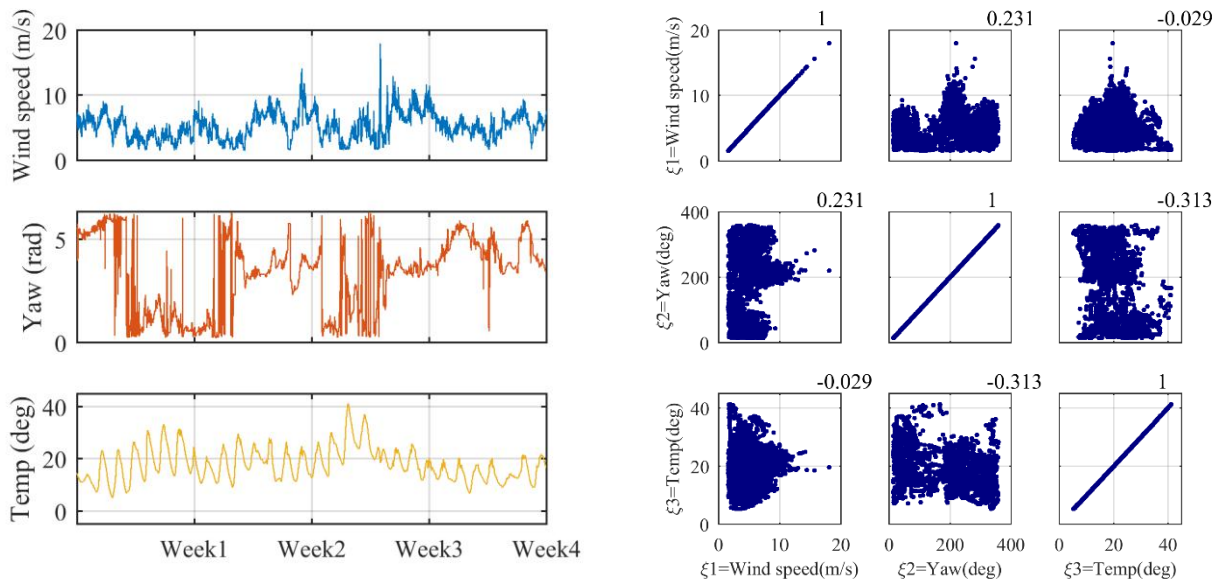 20
10
0
Wind speed (m/s)
5
0
Yaw (rad)
40
20
0
Temp (deg)
Week1
Week2
Week3
Week4
1
0.231
-0.029
20
10
0
ξ1=Wind speed(m/s)
0.231
1
-0.313
400
200
0
ξ2=Yaw(deg)
-0.029
-0.313
1
40
20
0
ξ3=Temp(deg)
0
10
20
0
200
400
0
20
40
ξ1=Wind speed(m/s)
ξ2=Yaw(deg)
ξ3=Temp(deg)